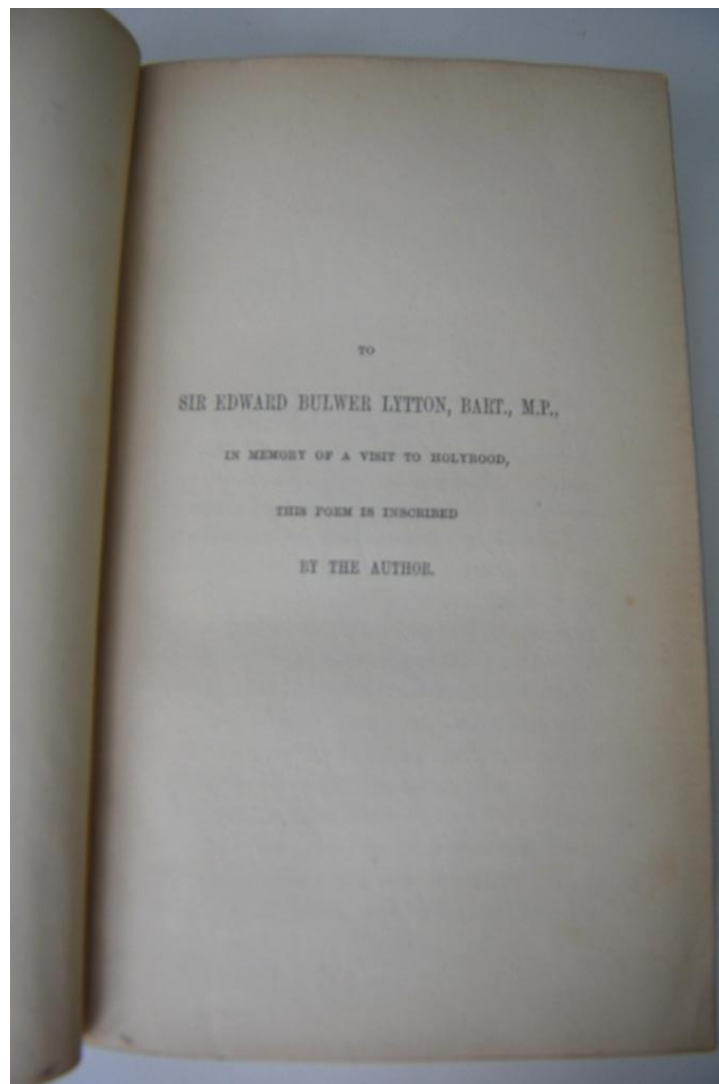 TO
SIR EDWARD BULWER LYTTON, BART., M.P.,
IN MEMORY OF A VISIT TO HOLYROOD,
THIS POEM IS INSCRIBED
BY THE AUTHOR.